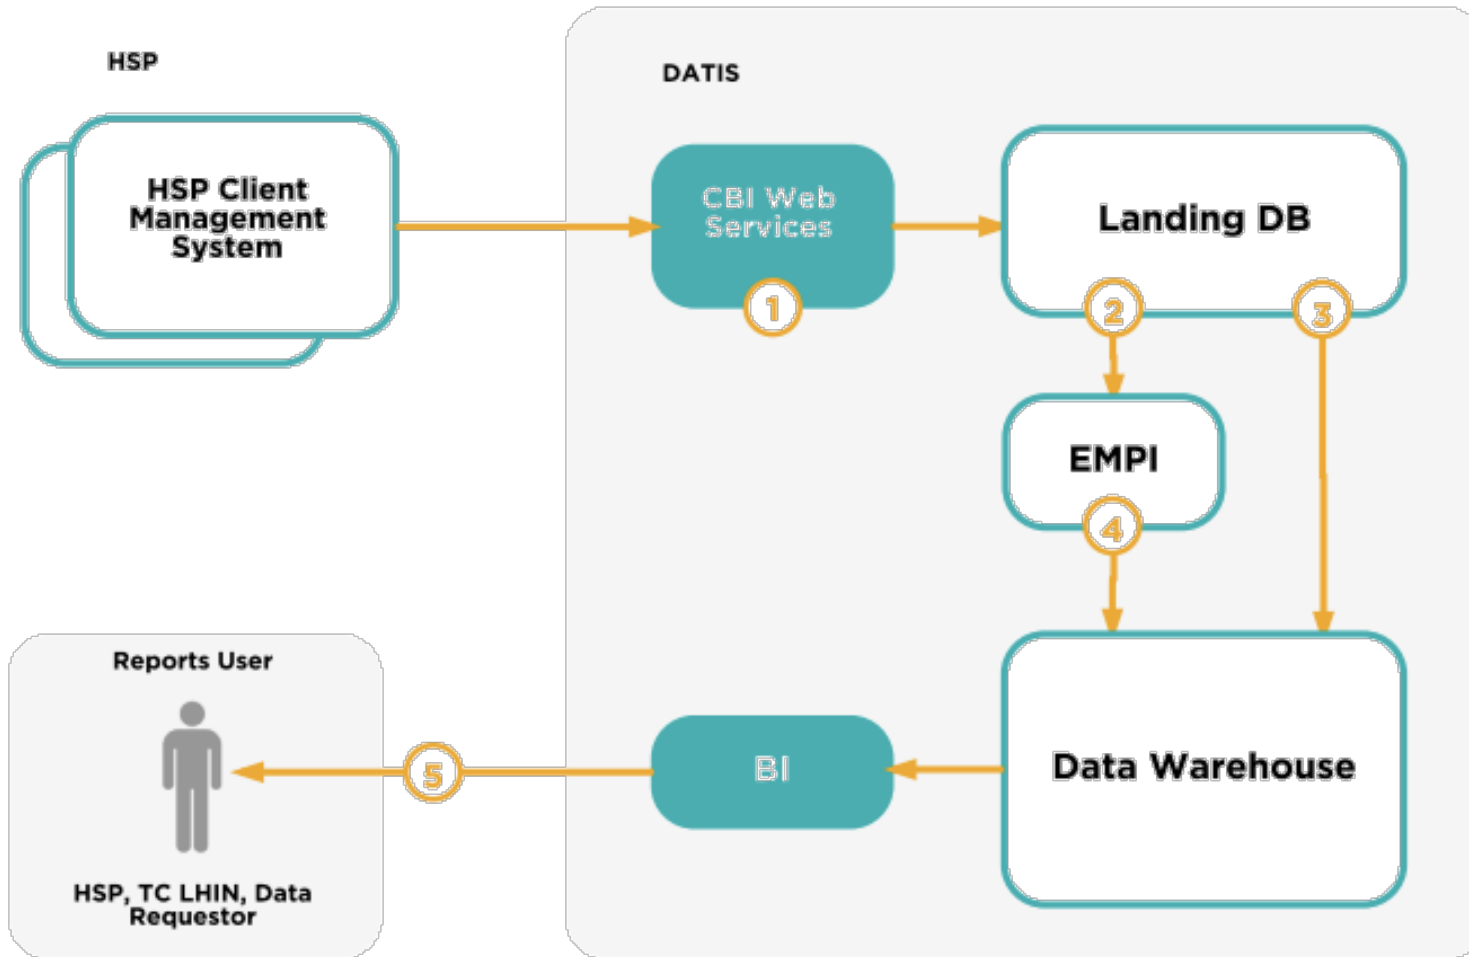 HSP
DATIS
HSP Client
Management
System
CBI Web
Services
1
Landing DB
2
3
EMPI
4
Reports User
HSP, TC LHIN, Data
Requestor
5
BI
Data Warehouse